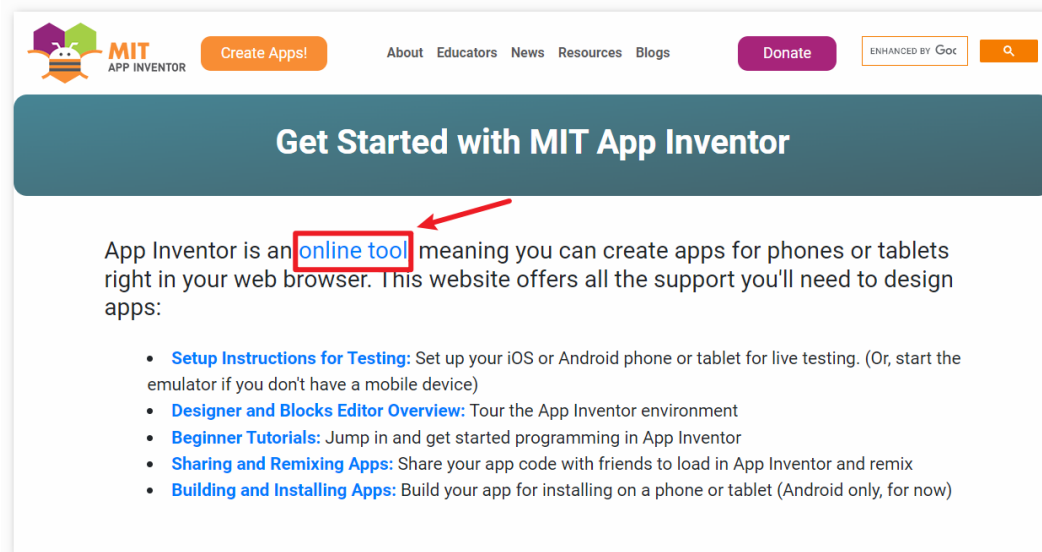 MIT
APP INVENTOR
Create Apps!
About Educators News Resources Blogs
Donate
ENHANCED BY Goo
Get Started with MIT App Inventor
App Inventor is an online tool, meaning you can create apps for phones or tablets
right in your web browser. This website offers all the support you'll need to design
apps:
• Setup Instructions for Testing: Set up your iOS or Android phone or tablet for live testing. (Or, start the
emulator if you don't have a mobile device)
• Designer and Blocks Editor Overview: Tour the App Inventor environment
• Beginner Tutorials: Jump in and get started programming in App Inventor
• Sharing and Remixing Apps: Share your app code with friends to load in App Inventor and remix
• Building and Installing Apps: Build your app for installing on a phone or tablet (Android only, for now)